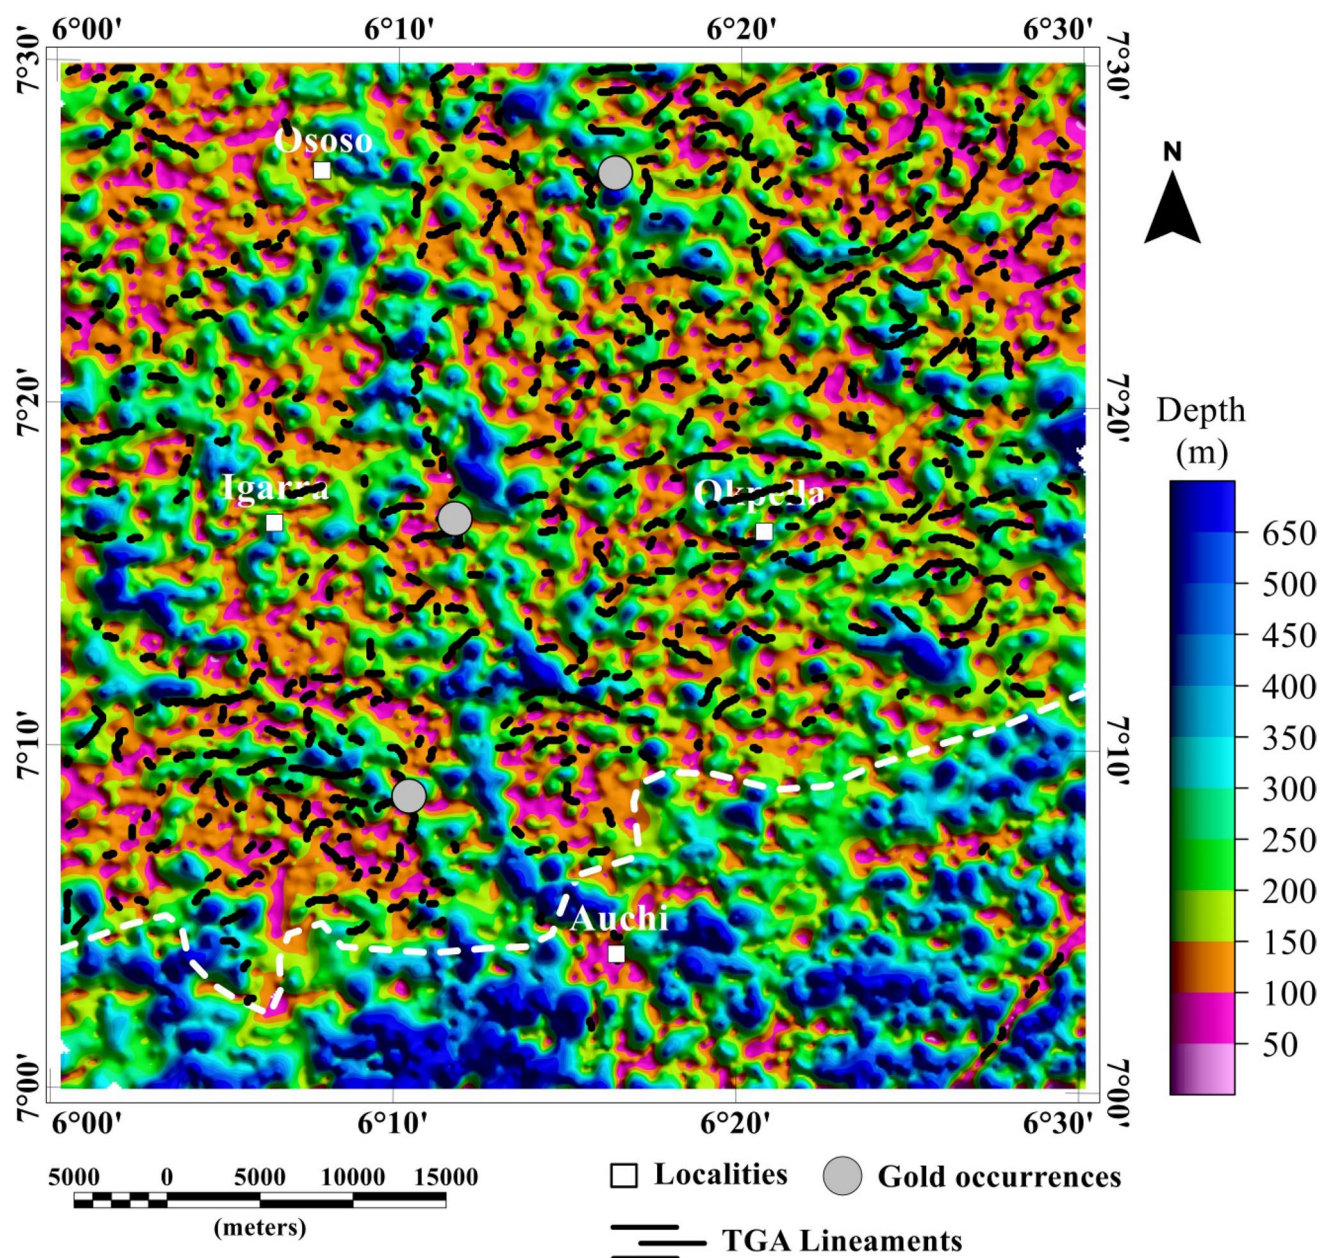 6°00' 6°10' 6°20' 6°30'
7°30' 7°30'
Ososo
N
7°20' 7°20'
Depth
(m)
Igarra Okpella
650
500
450
400
350
300
250
200
150
100
50
7°10' 7°10'
Auchi
7°00' 7°00'
6°00' 6°10' 6°20' 6°30'
5000 0 5000 10000 15000
(meters)
Localities Gold occurrences
TGA Lineaments